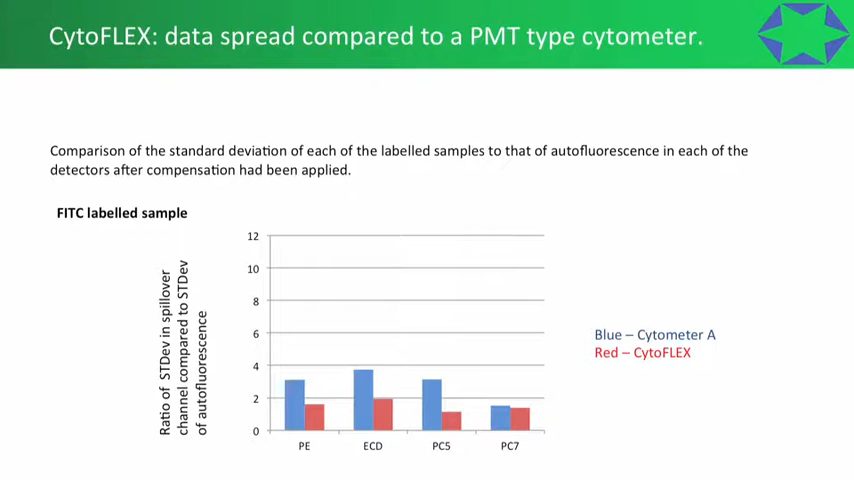 CytoFLEX: data spread compared to a PMT type cytometer.
Comparison of the standard deviation of each of the labelled samples to that of autofluorescence in each of the
detectors after compensation had been applied.
FITC labelled sample
Ratio of STDev in spillover
channel compared to STDev
of autofluorescence
12
10
8
6
4
2
0
PE ECD PC5 PC7
Blue – Cytometer A
Red – CytoFLEX